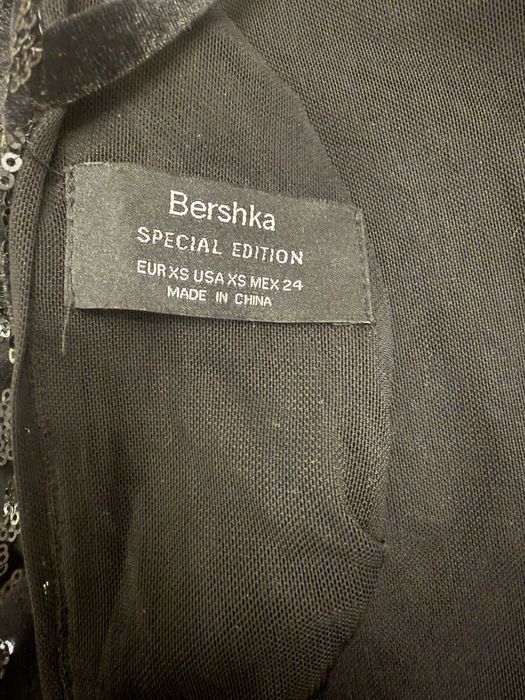 Bershka
SPECIAL EDITION
EUR XS USA XS MEX 24
MADE IN CHINA